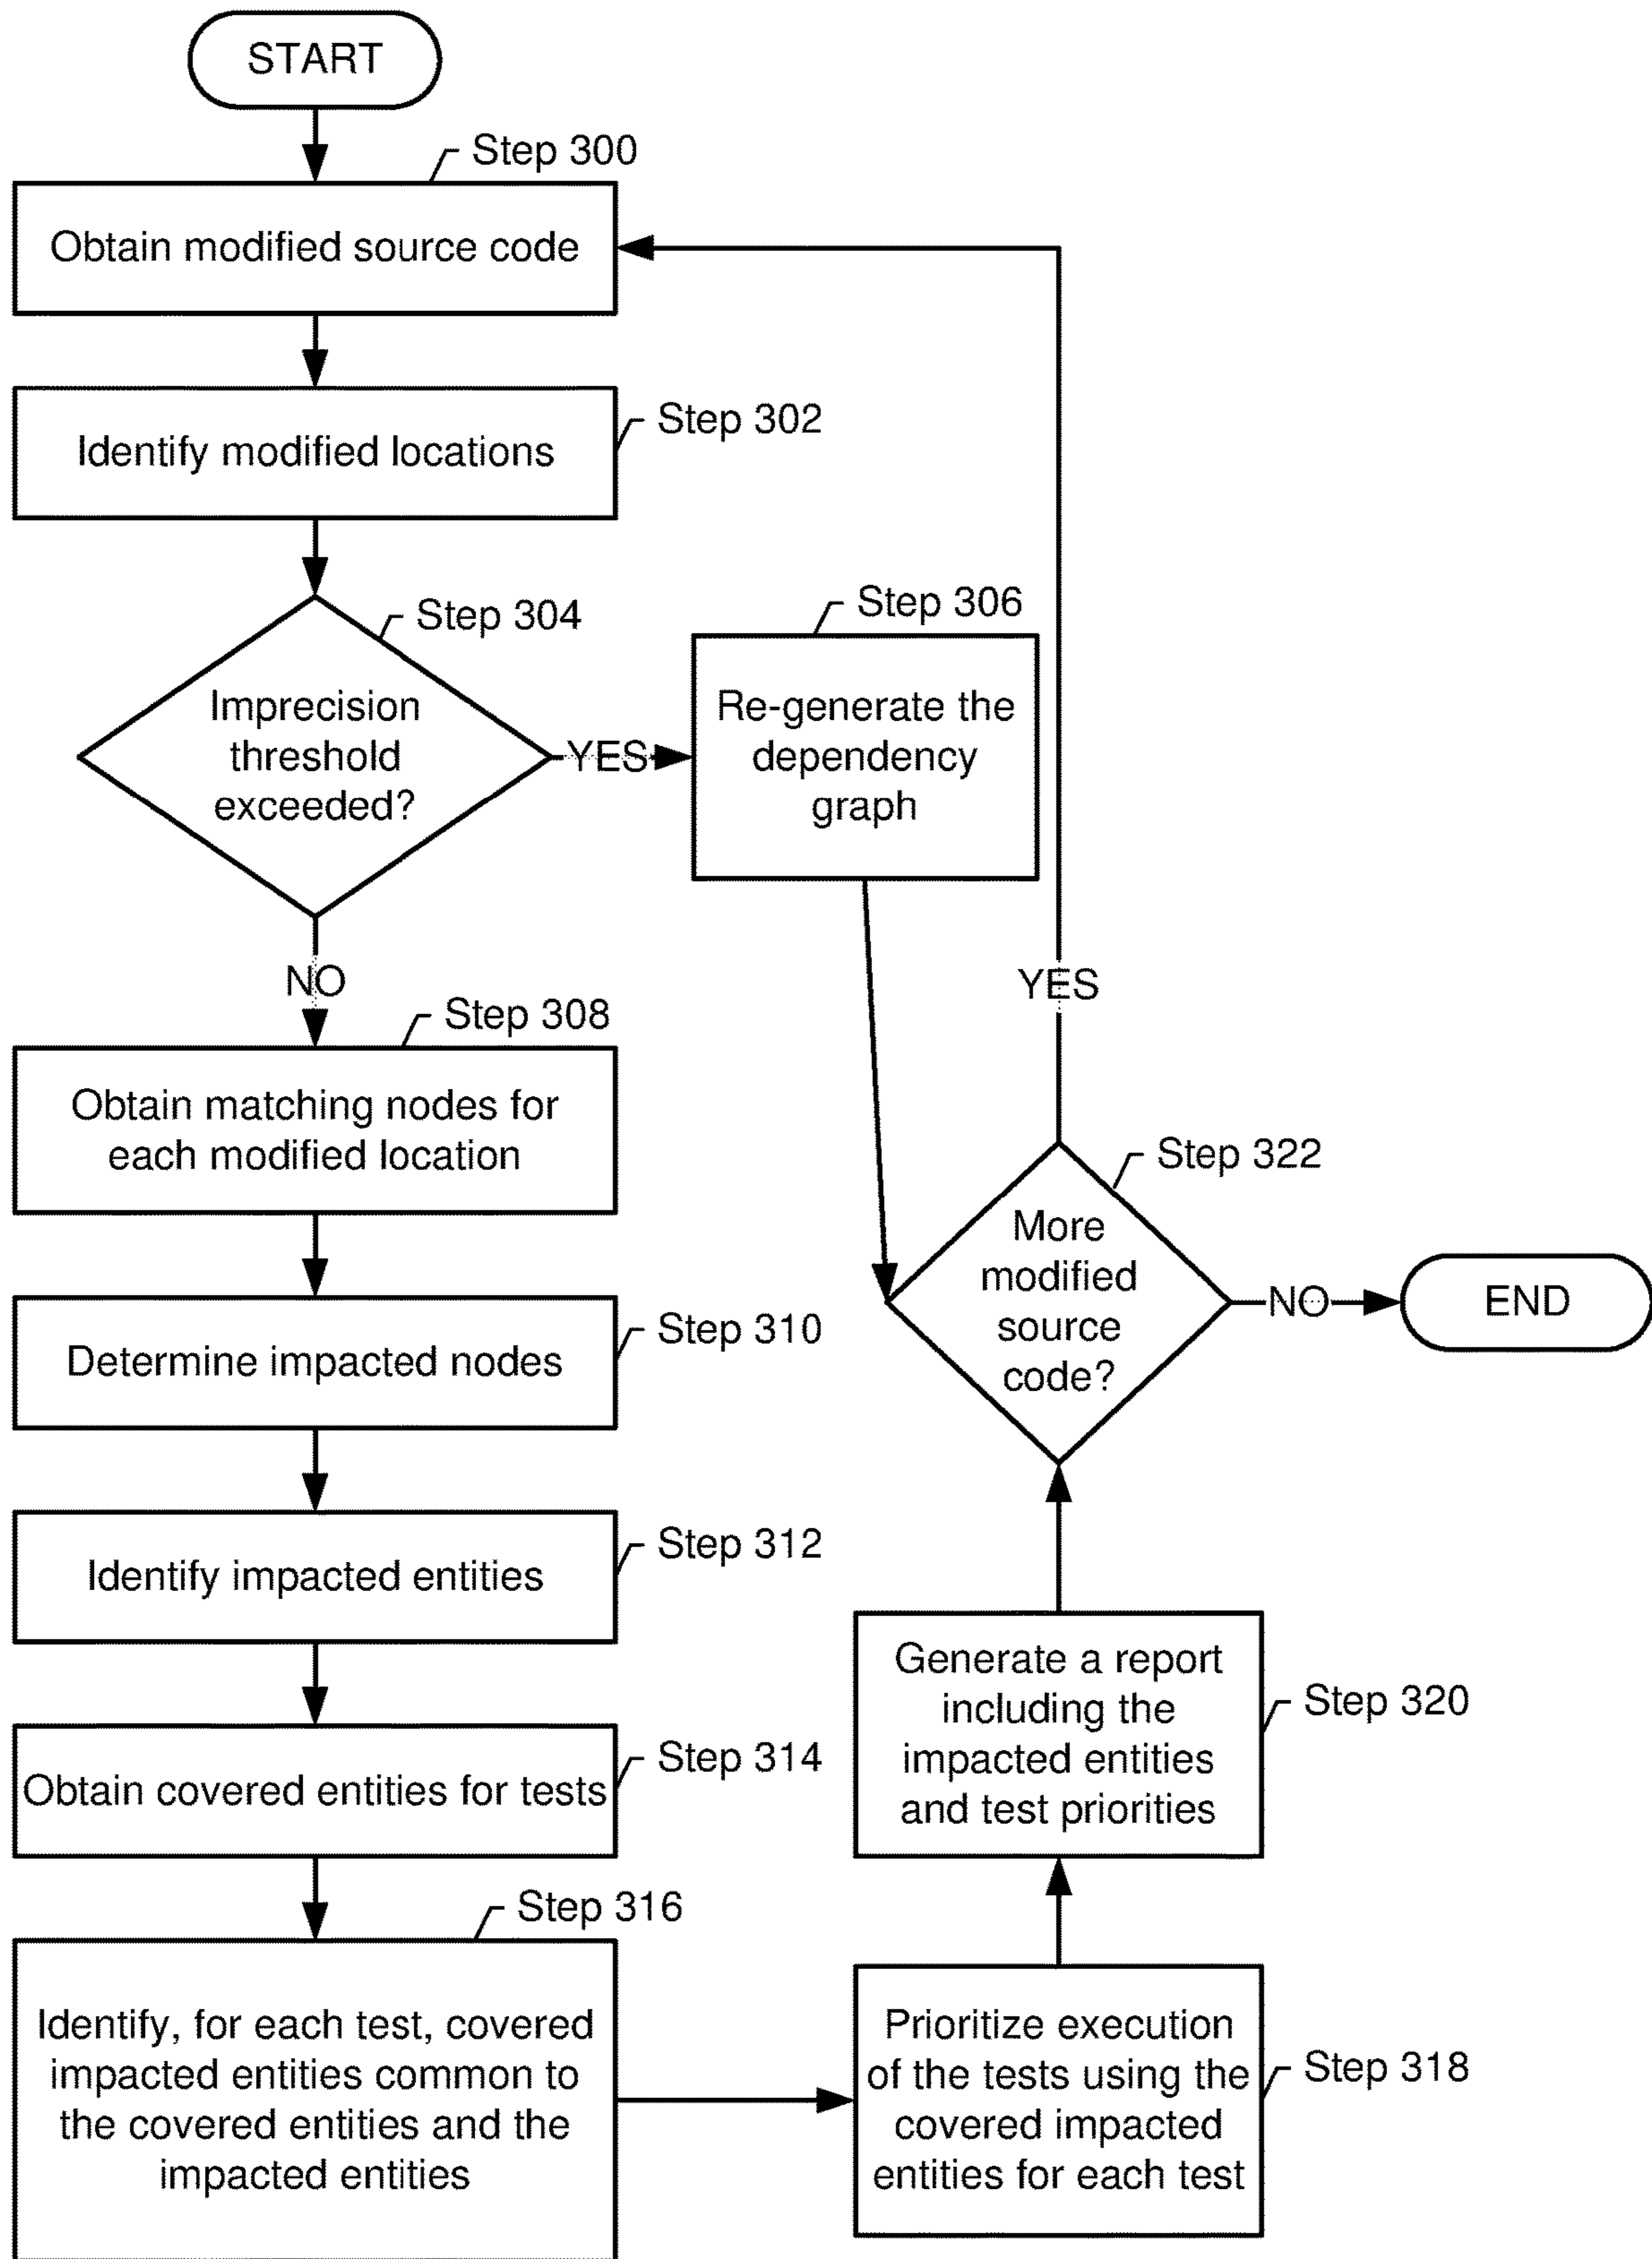 START
Step 300
Obtain modified source code
Step 302
Identify modified locations
Step 304
Imprecision
threshold
exceeded?
YES
Step 306
Re-generate the
dependency
graph
NO
Step 308
Obtain matching nodes for
each modified location
Step 310
Determine impacted nodes
Step 312
Identify impacted entities
Step 314
Obtain covered entities for tests
Step 316
Identify, for each test, covered
impacted entities common to
the covered entities and the
impacted entities
Step 318
Prioritize execution
of the tests using the
covered impacted
entities for each test
Step 320
Generate a report
including the
impacted entities
and test priorities
Step 322
More
modified
source
code?
YES
NO
END